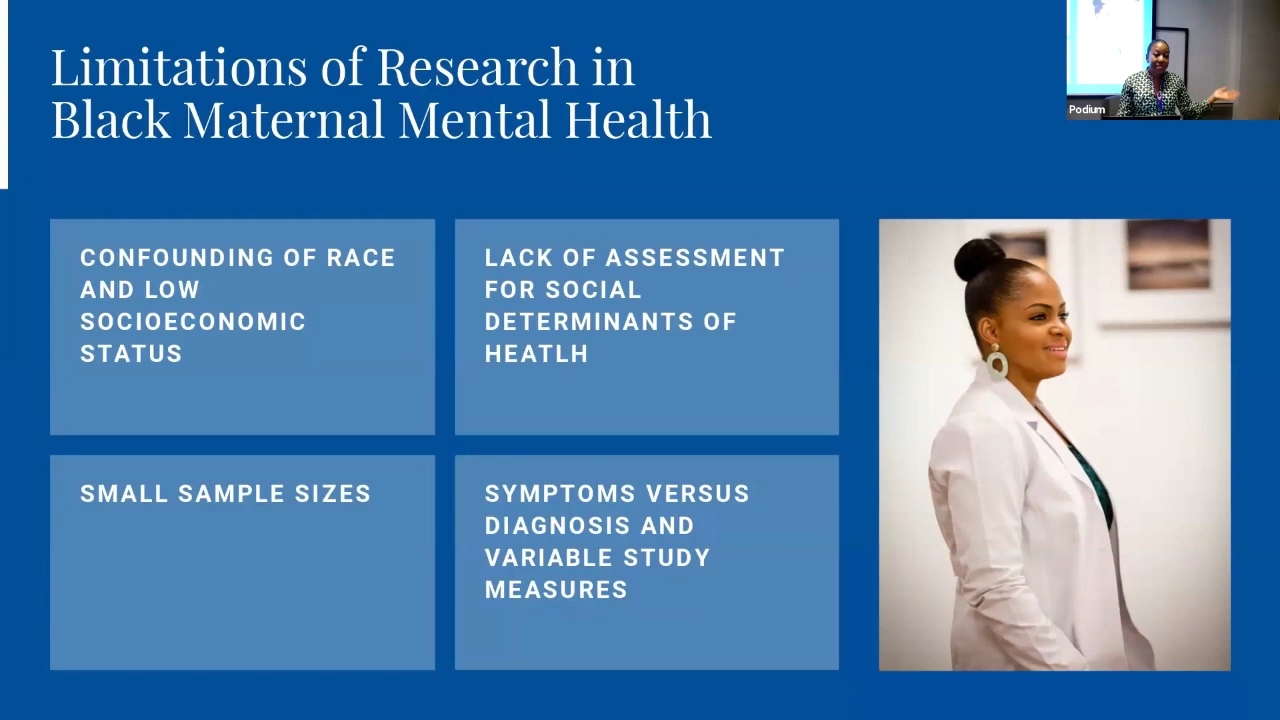 Limitations of Research in
Black Maternal Mental Health
Podium
CONFOUNDING OF RACE
AND LOW
SOCIOECONOMIC
STATUS
LACK OF ASSESSMENT
FOR SOCIAL
DETERMINANTS OF
HEATLH
SMALL SAMPLE SIZES
SYMPTOMS VERSUS
DIAGNOSIS AND
VARIABLE STUDY
MEASURES